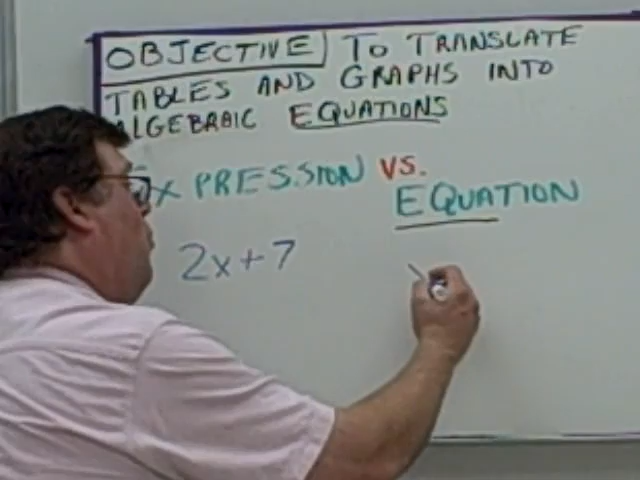 OBJECTIVE TO TRANSLATE
TABLES AND GRAPHS INTO
ALGEBRAIC EQUATIONS
EXPRESSION VS.
EQUATION
2x+7